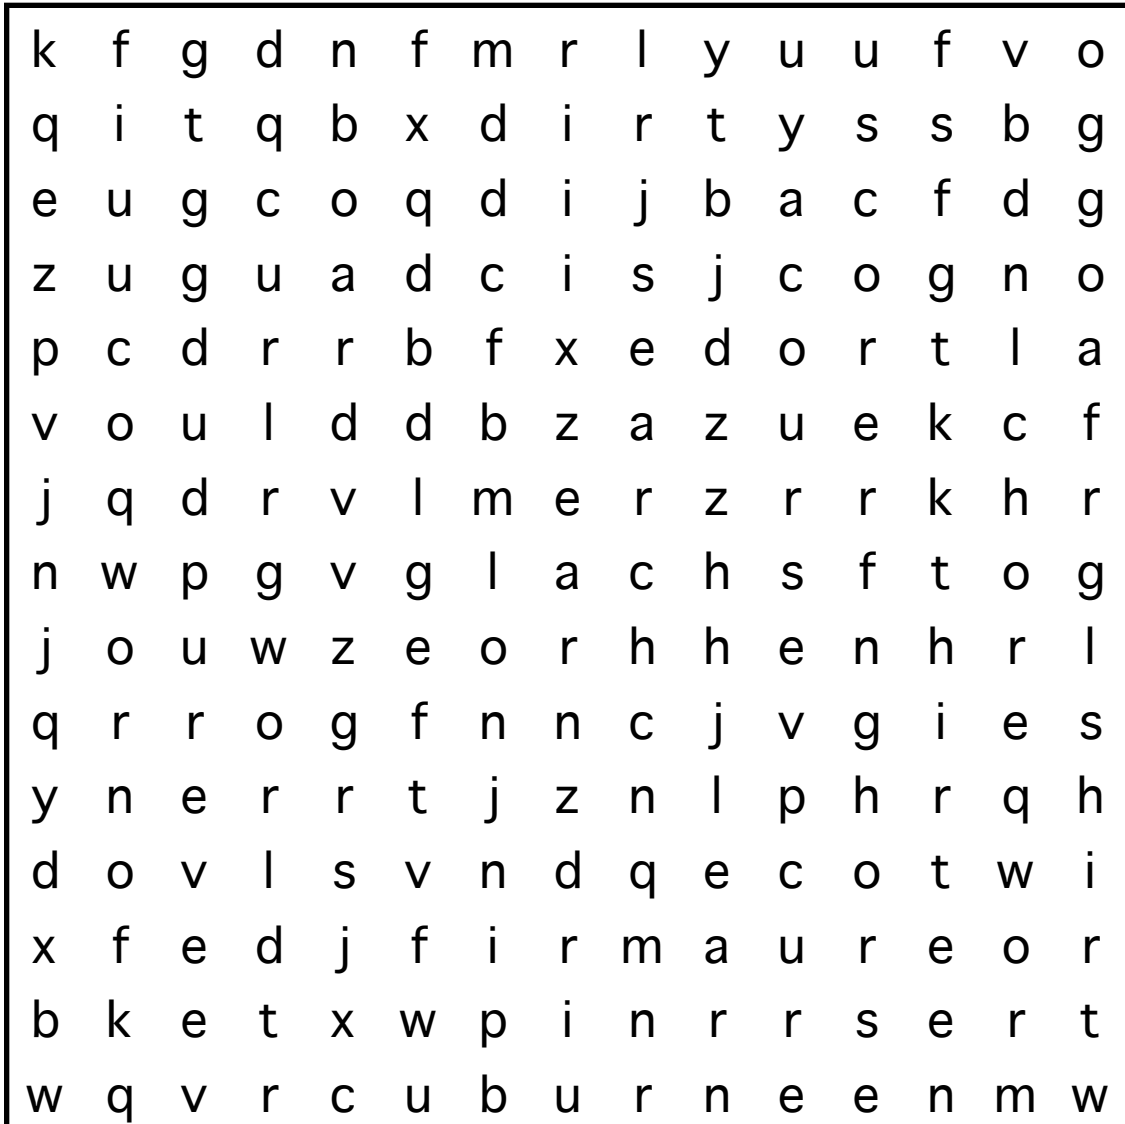 k f g d n f m r l y u u f v o
q i t q b x d i r t y s s b g
e u g c o q d i j b a c f d g
z u g u a d c i s j c o g n o
p c d r r b f x e d o r t l a
v o u l d d b z a z u e k c f
j q d r v l m e r z r r k h r
n w p g v g l a c h s f t o g
j o u w z e o r h h e n h r l
q r r o g f n n c j v g i e s
y n e r r t j z n l p h r q h
d o v l s v n d q e c o t w i
x f e d j f i r m a u r e o r
b k e t x w p i n r r s e r t
w q v r c u b u r n e e n m w